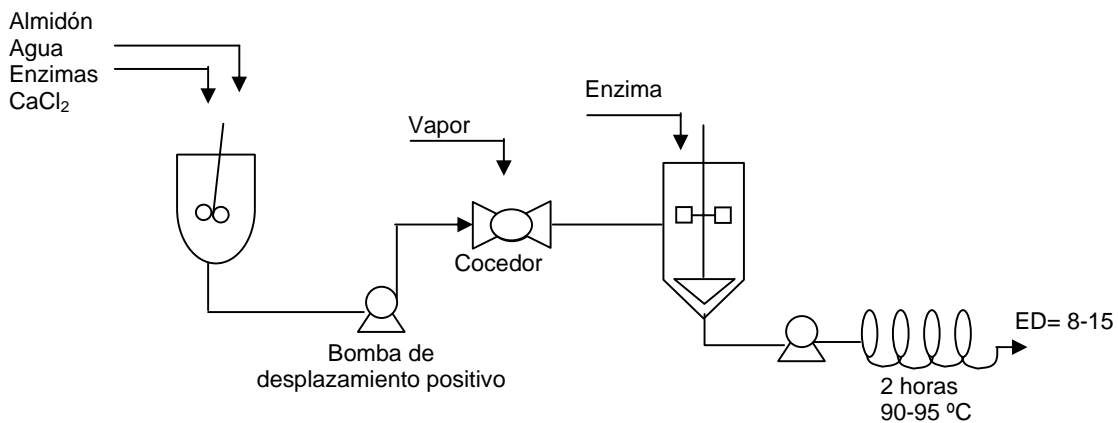 Almidón
Agua
Enzimas
CaCl₂
Vapor
Cocedor
Bomba de
desplazamiento positivo
Enzima
ED= 8-15
2 horas
90-95 ºC